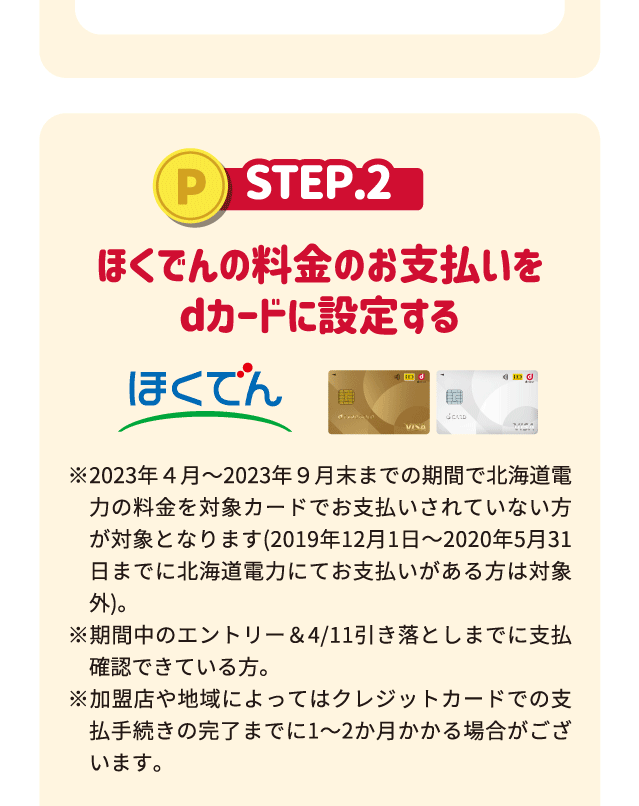 P STEP.2
ほくでんの料金のお支払いを
dカードに設定する
ほくでん
VISA
※2023年４月～2023年９月末までの期間で北海道電
力の料金を対象カードでお支払いされていない方
が対象となります(2019年12月1日～2020年5月31
日までに北海道電力にてお支払いがある方は対象
外)。
※期間中のエントリー＆4/11引き落としまでに支払
確認できている方。
※加盟店や地域によってはクレジットカードでの支
払手続きの完了までに1～2か月かかる場合がござ
います。